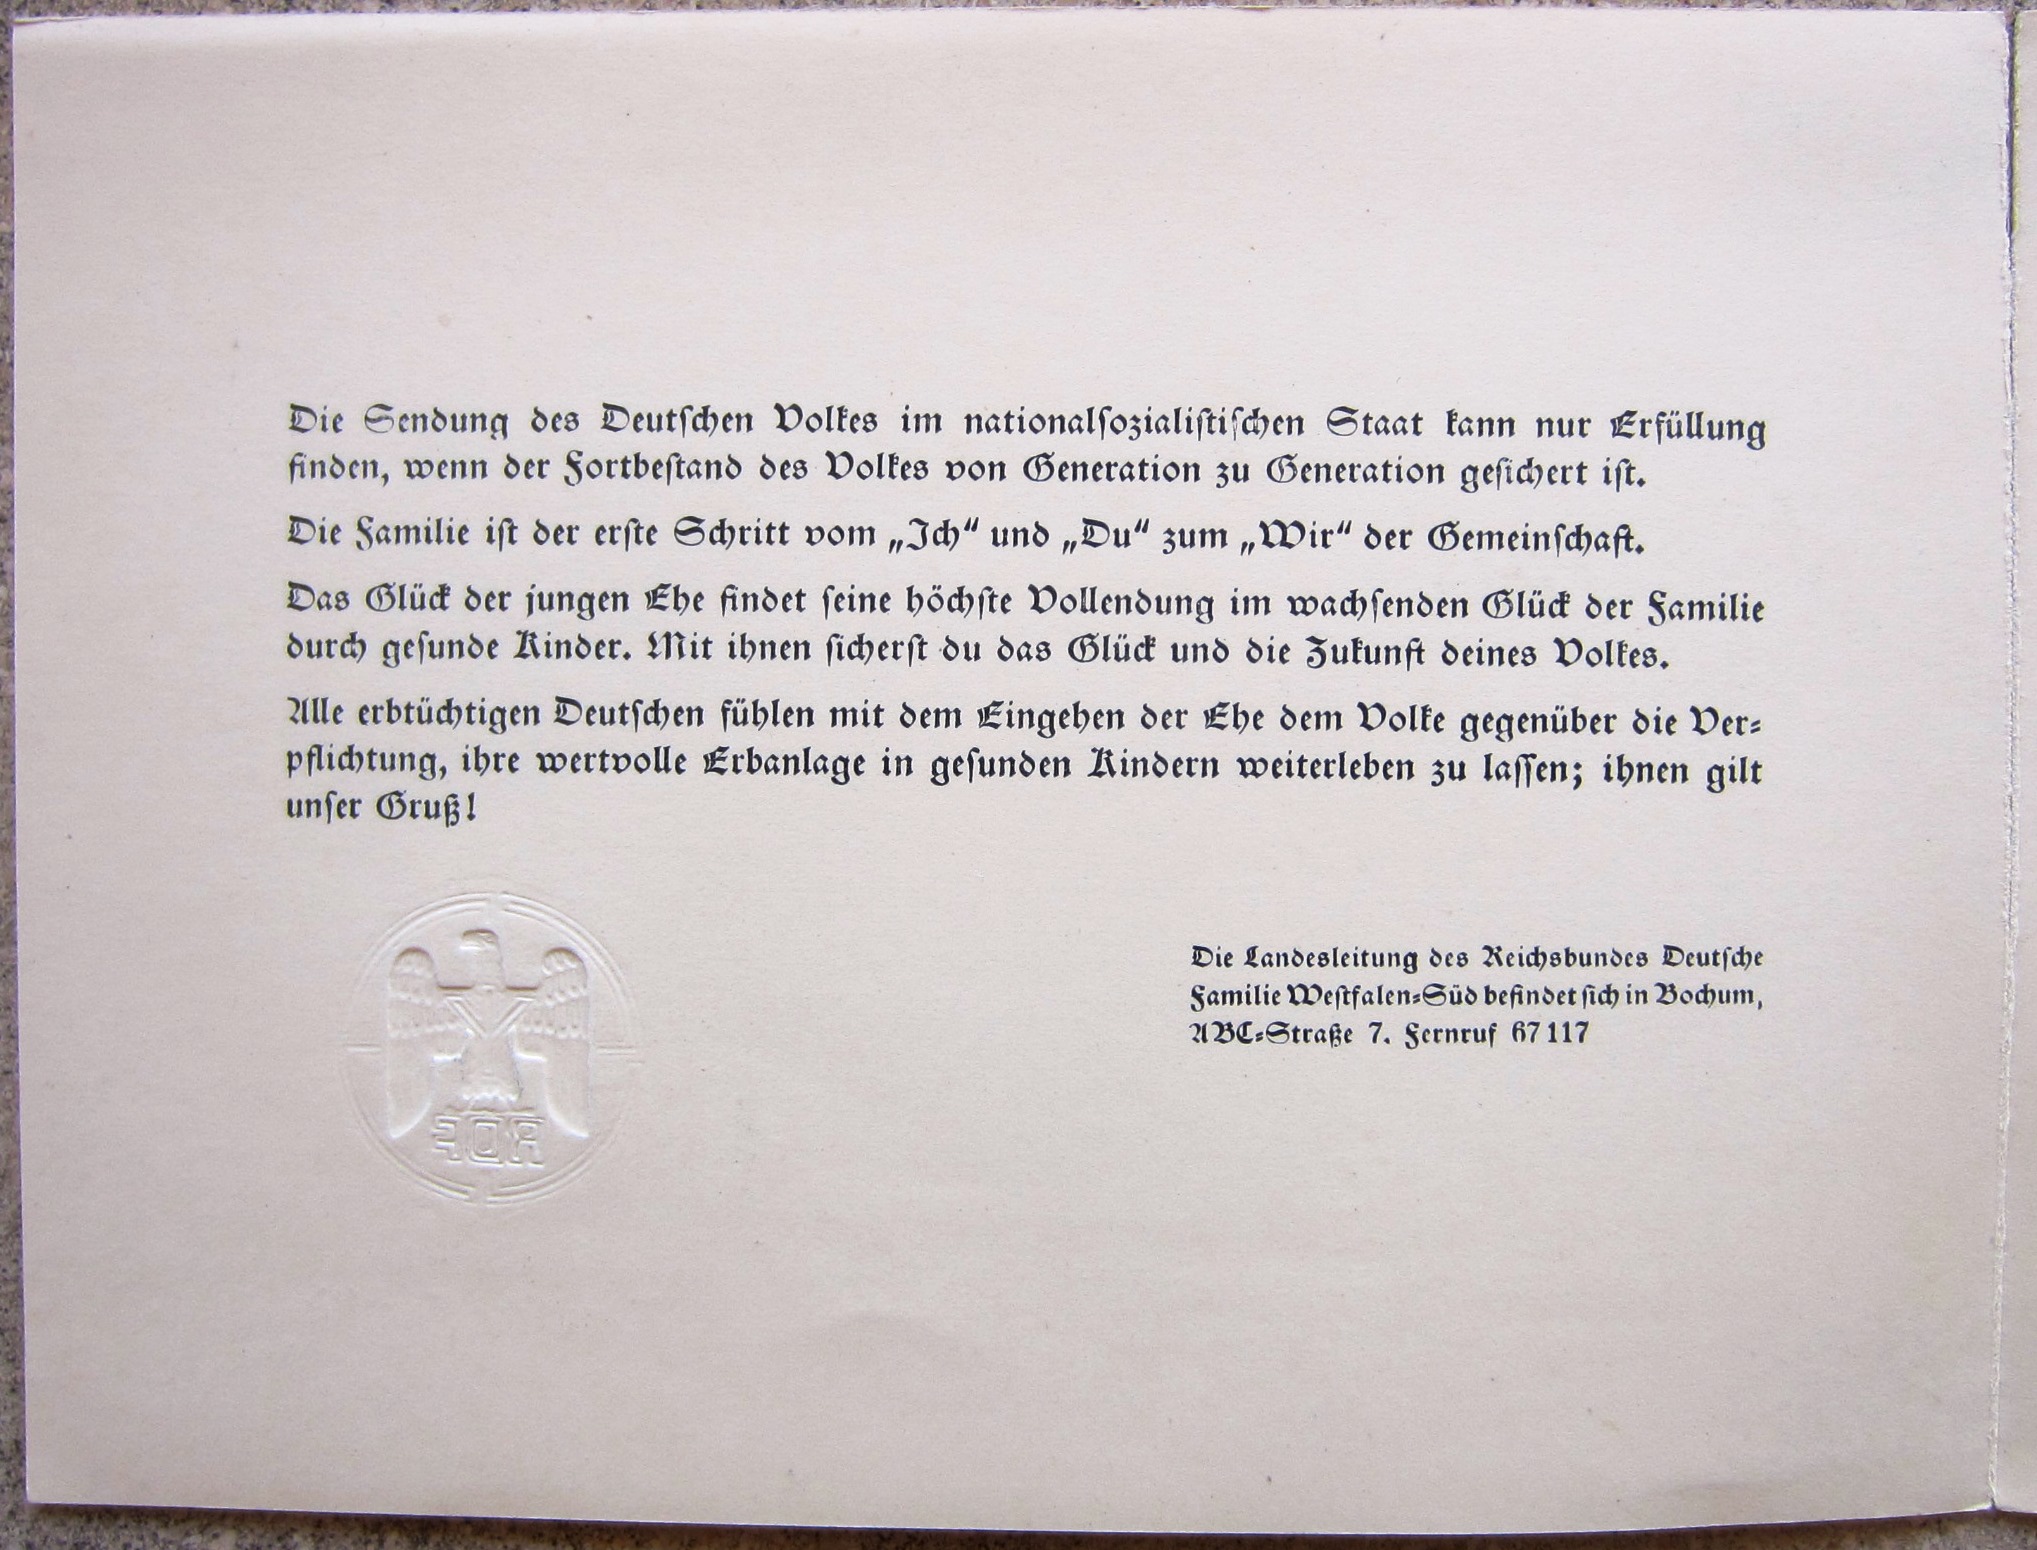 Die Sendung des Deutschen Volkes im nationalsozialistischen Staat kann nur Erfüllung
finden, wenn der Fortbestand des Volkes von Generation zu Generation gesichert ist.
Die Familie ist der erste Schritt vom „Ich“ und „Du“ zum „Wir“ der Gemeinschaft.
Das Glück der jungen Ehe findet seine höchste Vollendung im wachsenden Glück der Familie
durch gesunde Kinder. Mit ihnen sicherst du das Glück und die Zukunft deines Volkes.
Alle erbtüchtigen Deutschen fühlen mit dem Eingehen der Ehe dem Volke gegenüber die Ver-
pflichtung, ihre wertvolle Erbanlage in gesunden Kindern weiterleben zu lassen; ihnen gilt
unser Gruß!
Die Landesleitung des Reichsbundes Deutsche
Familie Westfalen-Süd befindet sich in Bochum,
ABC-Straße 7. Fernruf 67117
RDF